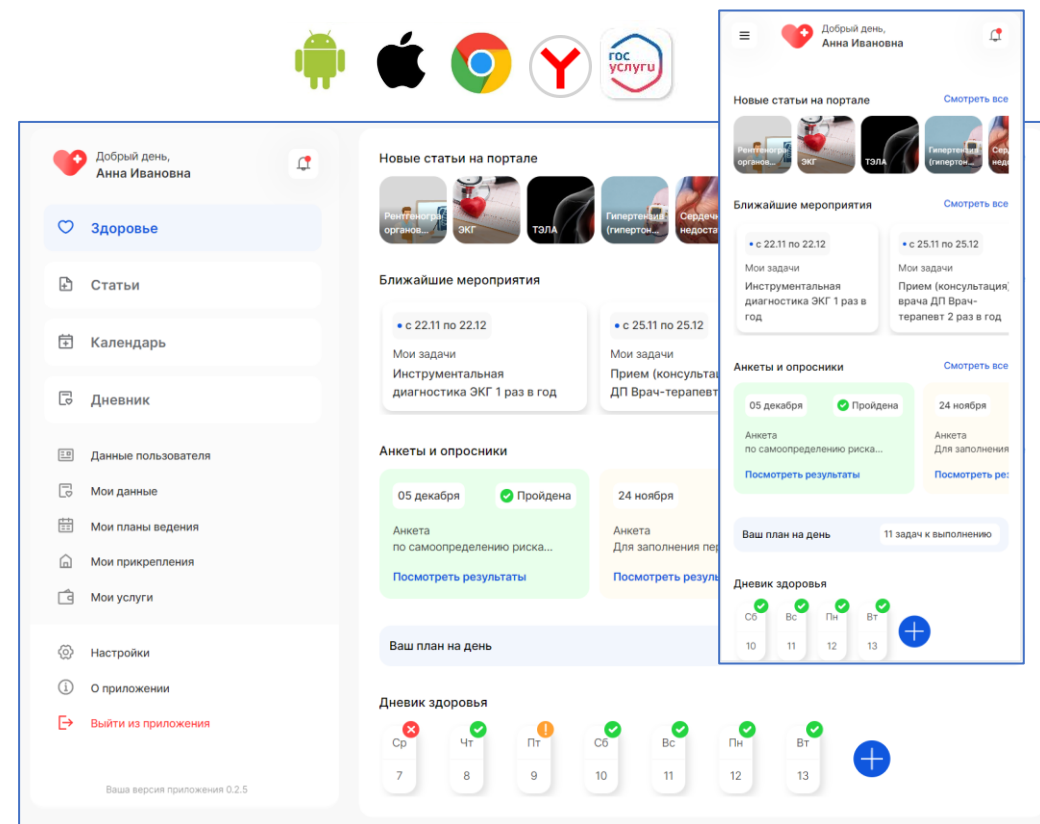 гос
услуги
Добрый день,
Анна Ивановна
Здоровье
Статьи
Календарь
Дневник
Данные пользователя
Мои данные
Мои планы ведения
Мои прикрепления
Мои услуги
Настройки
О приложении
Выйти из приложения
Ваша версия приложения 0.2.5
Новые статьи на портале
Рентгеногра
органов...
ЭКГ
ТЭЛА
Гипертензия
(гипертон...
Сердечн
недоста
Ближайшие мероприятия
• с 22.11 по 22.12
Мои задачи
Инструментальная
диагностика ЭКГ 1 раз в год
• с 25.11 по 25.12
Мои задачи
Прием (консультац
ДП Врач-терапевт
Анкеты и опросники
05 декабря Пройдена
Анкета
по самоопределению риска...
Посмотреть результаты
24 ноября
Анкета
Для заполнения пер
Посмотреть резуль
Ваш план на день
Дневик здоровья
Ср Чт Пт Сб Вс Пн Вт
7 8 9 10 11 12 13
Добрый день,
Анна Ивановна
Новые статьи на портале Смотреть все
Рентгеногра
органов...
ЭКГ
ТЭЛА
Гипертензия
(гипертон...
Сер
недо
Ближайшие мероприятия Смотреть все
• с 22.11 по 22.12
Мои задачи
Инструментальная
диагностика ЭКГ 1 раз в
год
• с 25.11 по 25.12
Мои задачи
Прием (консультация)
врача ДП Врач-
терапевт 2 раз в год
Анкеты и опросники Смотреть все
05 декабря Пройдена
Анкета
по самоопределению риска...
Посмотреть результаты
24 ноября
Анкета
Для заполнения
Посмотреть рез
Ваш план на день 11 задач к выполнению
Дневик здоровья
Сб Вс Пн Вт
10 11 12 13